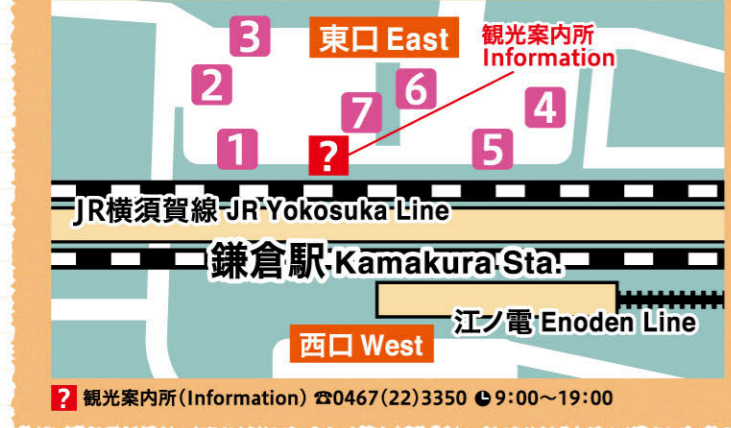 3
東口 East
観光案内所
Information
2
6
7
4
1
?
5
JR横須賀線 JR Yokosuka Line
鎌倉駅 Kamakura Sta.
江ノ電 Enoden Line
西口 West
? 観光案内所(Information) ☎0467(22)3350 9:00～19:00